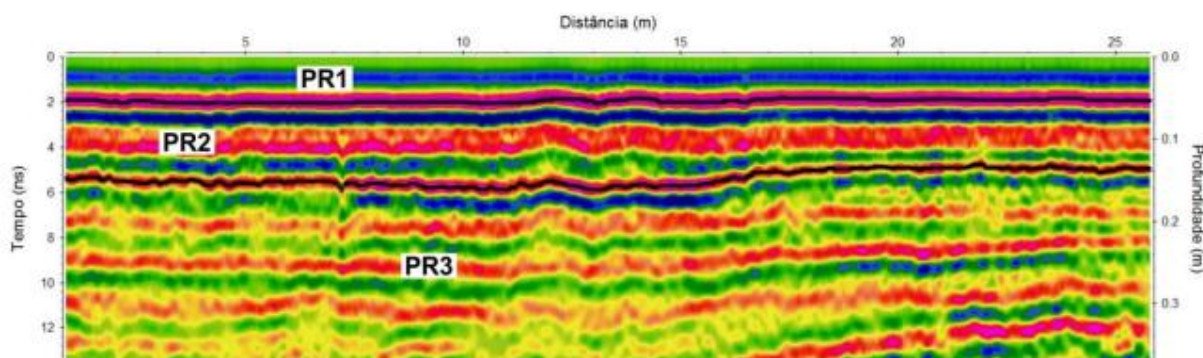 Distância (m)
5 10 15 20 25
0 2 4 6 8 10 12
Tempo (ns)
PR1
PR2
PR3
0.0 0.1 0.2 0.3
Profundidade (m)